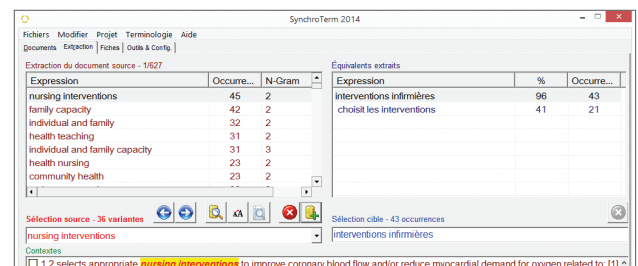 SynchroTerm 2014
Fichiers Modifier Projet Terminologie Aide
Documents Extraction Fiches Outils & Config.
Extraction du document source - 1/627
Expression Occurre... N-Gram
nursing interventions 45 2
family capacity 42 2
individual and family 32 2
health teaching 31 2
individual and family capacity 31 3
health nursing 23 2
community health 23 2
Équivalents extraits
Expression % Occurre...
interventions infirmières 96 43
choisit les interventions 41 21
Sélection source - 36 variantes
nursing interventions
Sélection cible - 43 occurrences
interventions infirmières
Contextes
1.2 selects appropriate nursing interventions to improve coronary blood flow and/or reduce myocardial demand for oxygen related to: [1]